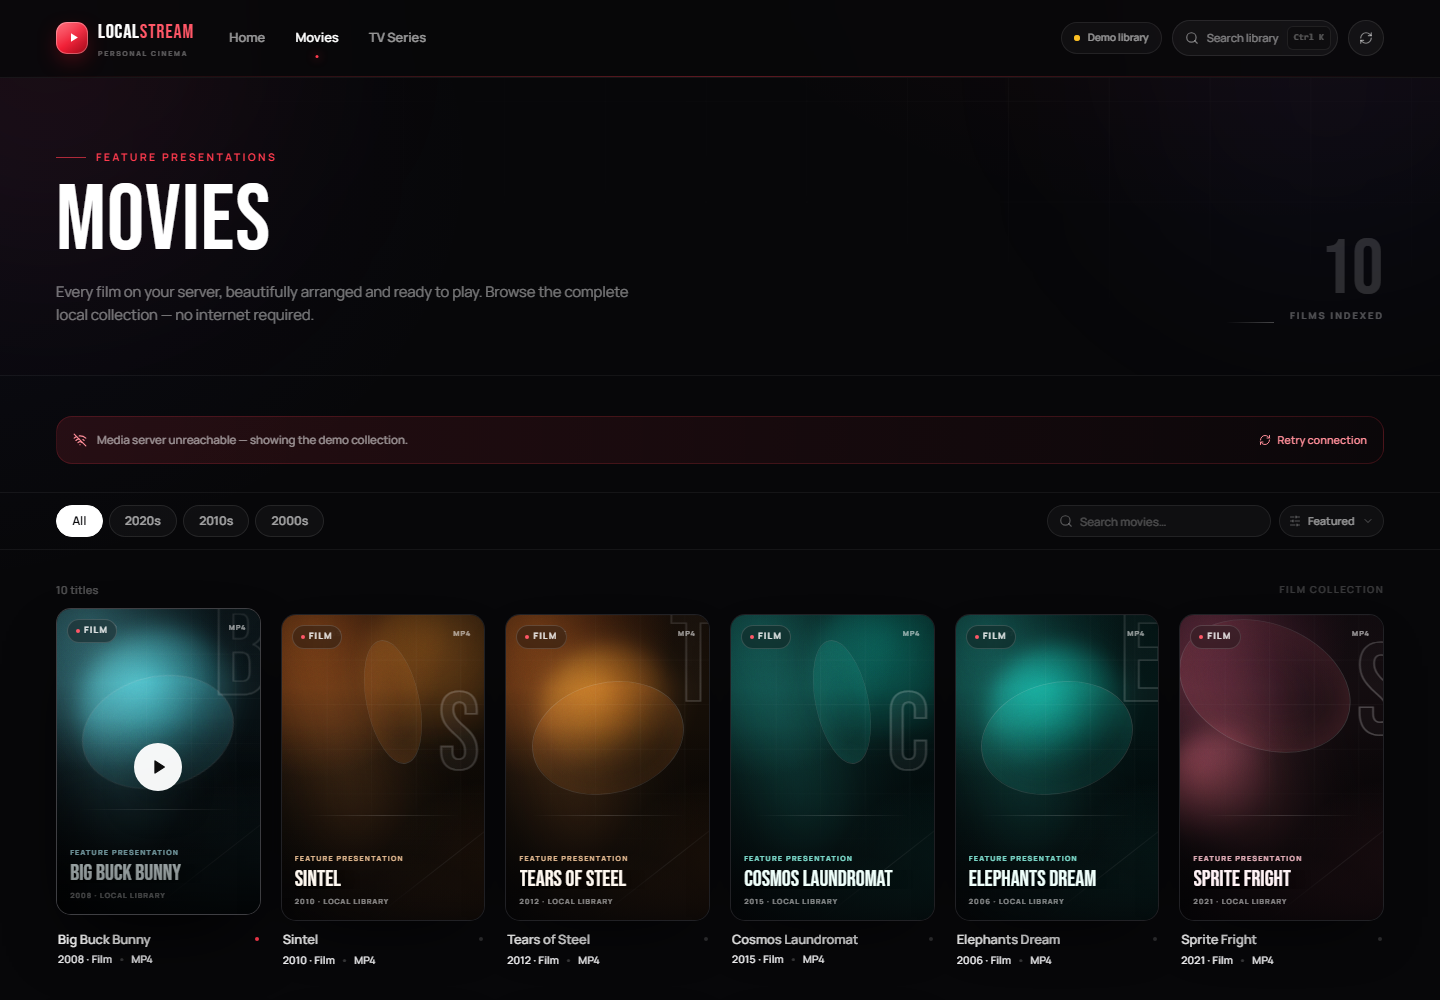 LOCALSTREAM
PERSONAL CINEMA
Home
Movies
TV Series
Demo library
Search library
Ctrl K
FEATURE PRESENTATIONS
MOVIES
Every film on your server, beautifully arranged and ready to play. Browse the complete
local collection — no internet required.
10
FILMS INDEXED
Media server unreachable — showing the demo collection.
Retry connection
All
2020s
2010s
2000s
Search movies...
Featured
10 titles
FILM COLLECTION
FILM
MP4
B
FEATURE PRESENTATION
BIG BUCK BUNNY
2008 · LOCAL LIBRARY
Big Buck Bunny
2008 · Film • MP4
FILM
MP4
S
FEATURE PRESENTATION
SINTEL
2010 · LOCAL LIBRARY
Sintel
2010 · Film • MP4
FILM
MP4
T
FEATURE PRESENTATION
TEARS OF STEEL
2012 · LOCAL LIBRARY
Tears of Steel
2012 · Film • MP4
FILM
MP4
C
FEATURE PRESENTATION
COSMOS LAUNDROMAT
2015 · LOCAL LIBRARY
Cosmos Laundromat
2015 · Film • MP4
FILM
MP4
E
FEATURE PRESENTATION
ELEPHANTS DREAM
2006 · LOCAL LIBRARY
Elephants Dream
2006 · Film • MP4
FILM
MP4
S
FEATURE PRESENTATION
SPRITE FRIGHT
2021 · LOCAL LIBRARY
Sprite Fright
2021 · Film • MP4